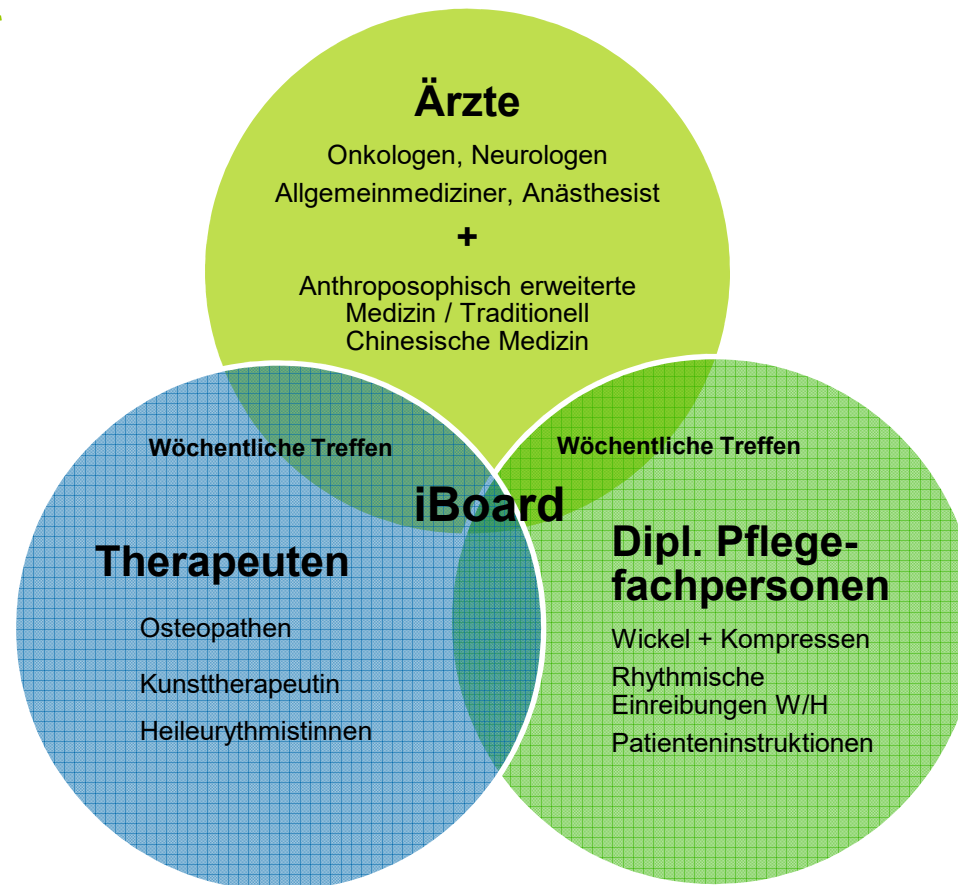 Ärzte
Onkologen, Neurologen
Allgemeinmediziner, Anästhesist
+
Anthroposophisch erweiterte
Medizin / Traditionell
Chinesische Medizin
Wöchentliche Treffen
Wöchentliche Treffen
iBoard
Therapeuten
Osteopathen
Kunsttherapeutin
Heileurythmistinnen
Dipl. Pflege-
fachpersonen
Wickel + Kompressen
Rhythmische
Einreibungen W/H
Patienteninstruktionen